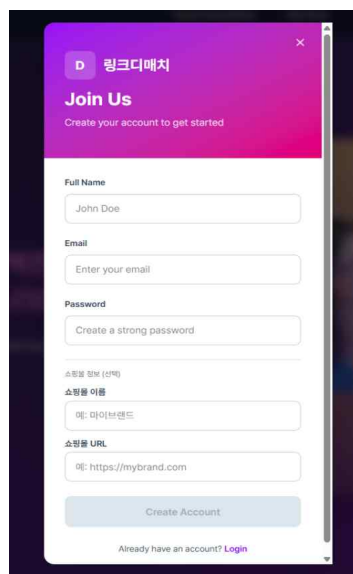 D 링크디매치
Join Us
Create your account to get started
Full Name
John Doe
Email
Enter your email
Password
Create a strong password
쇼핑몰 정보 (선택)
쇼핑몰 이름
예: 마이브랜드
쇼핑몰 URL
예: https://mybrand.com
Create Account
Already have an account? Login